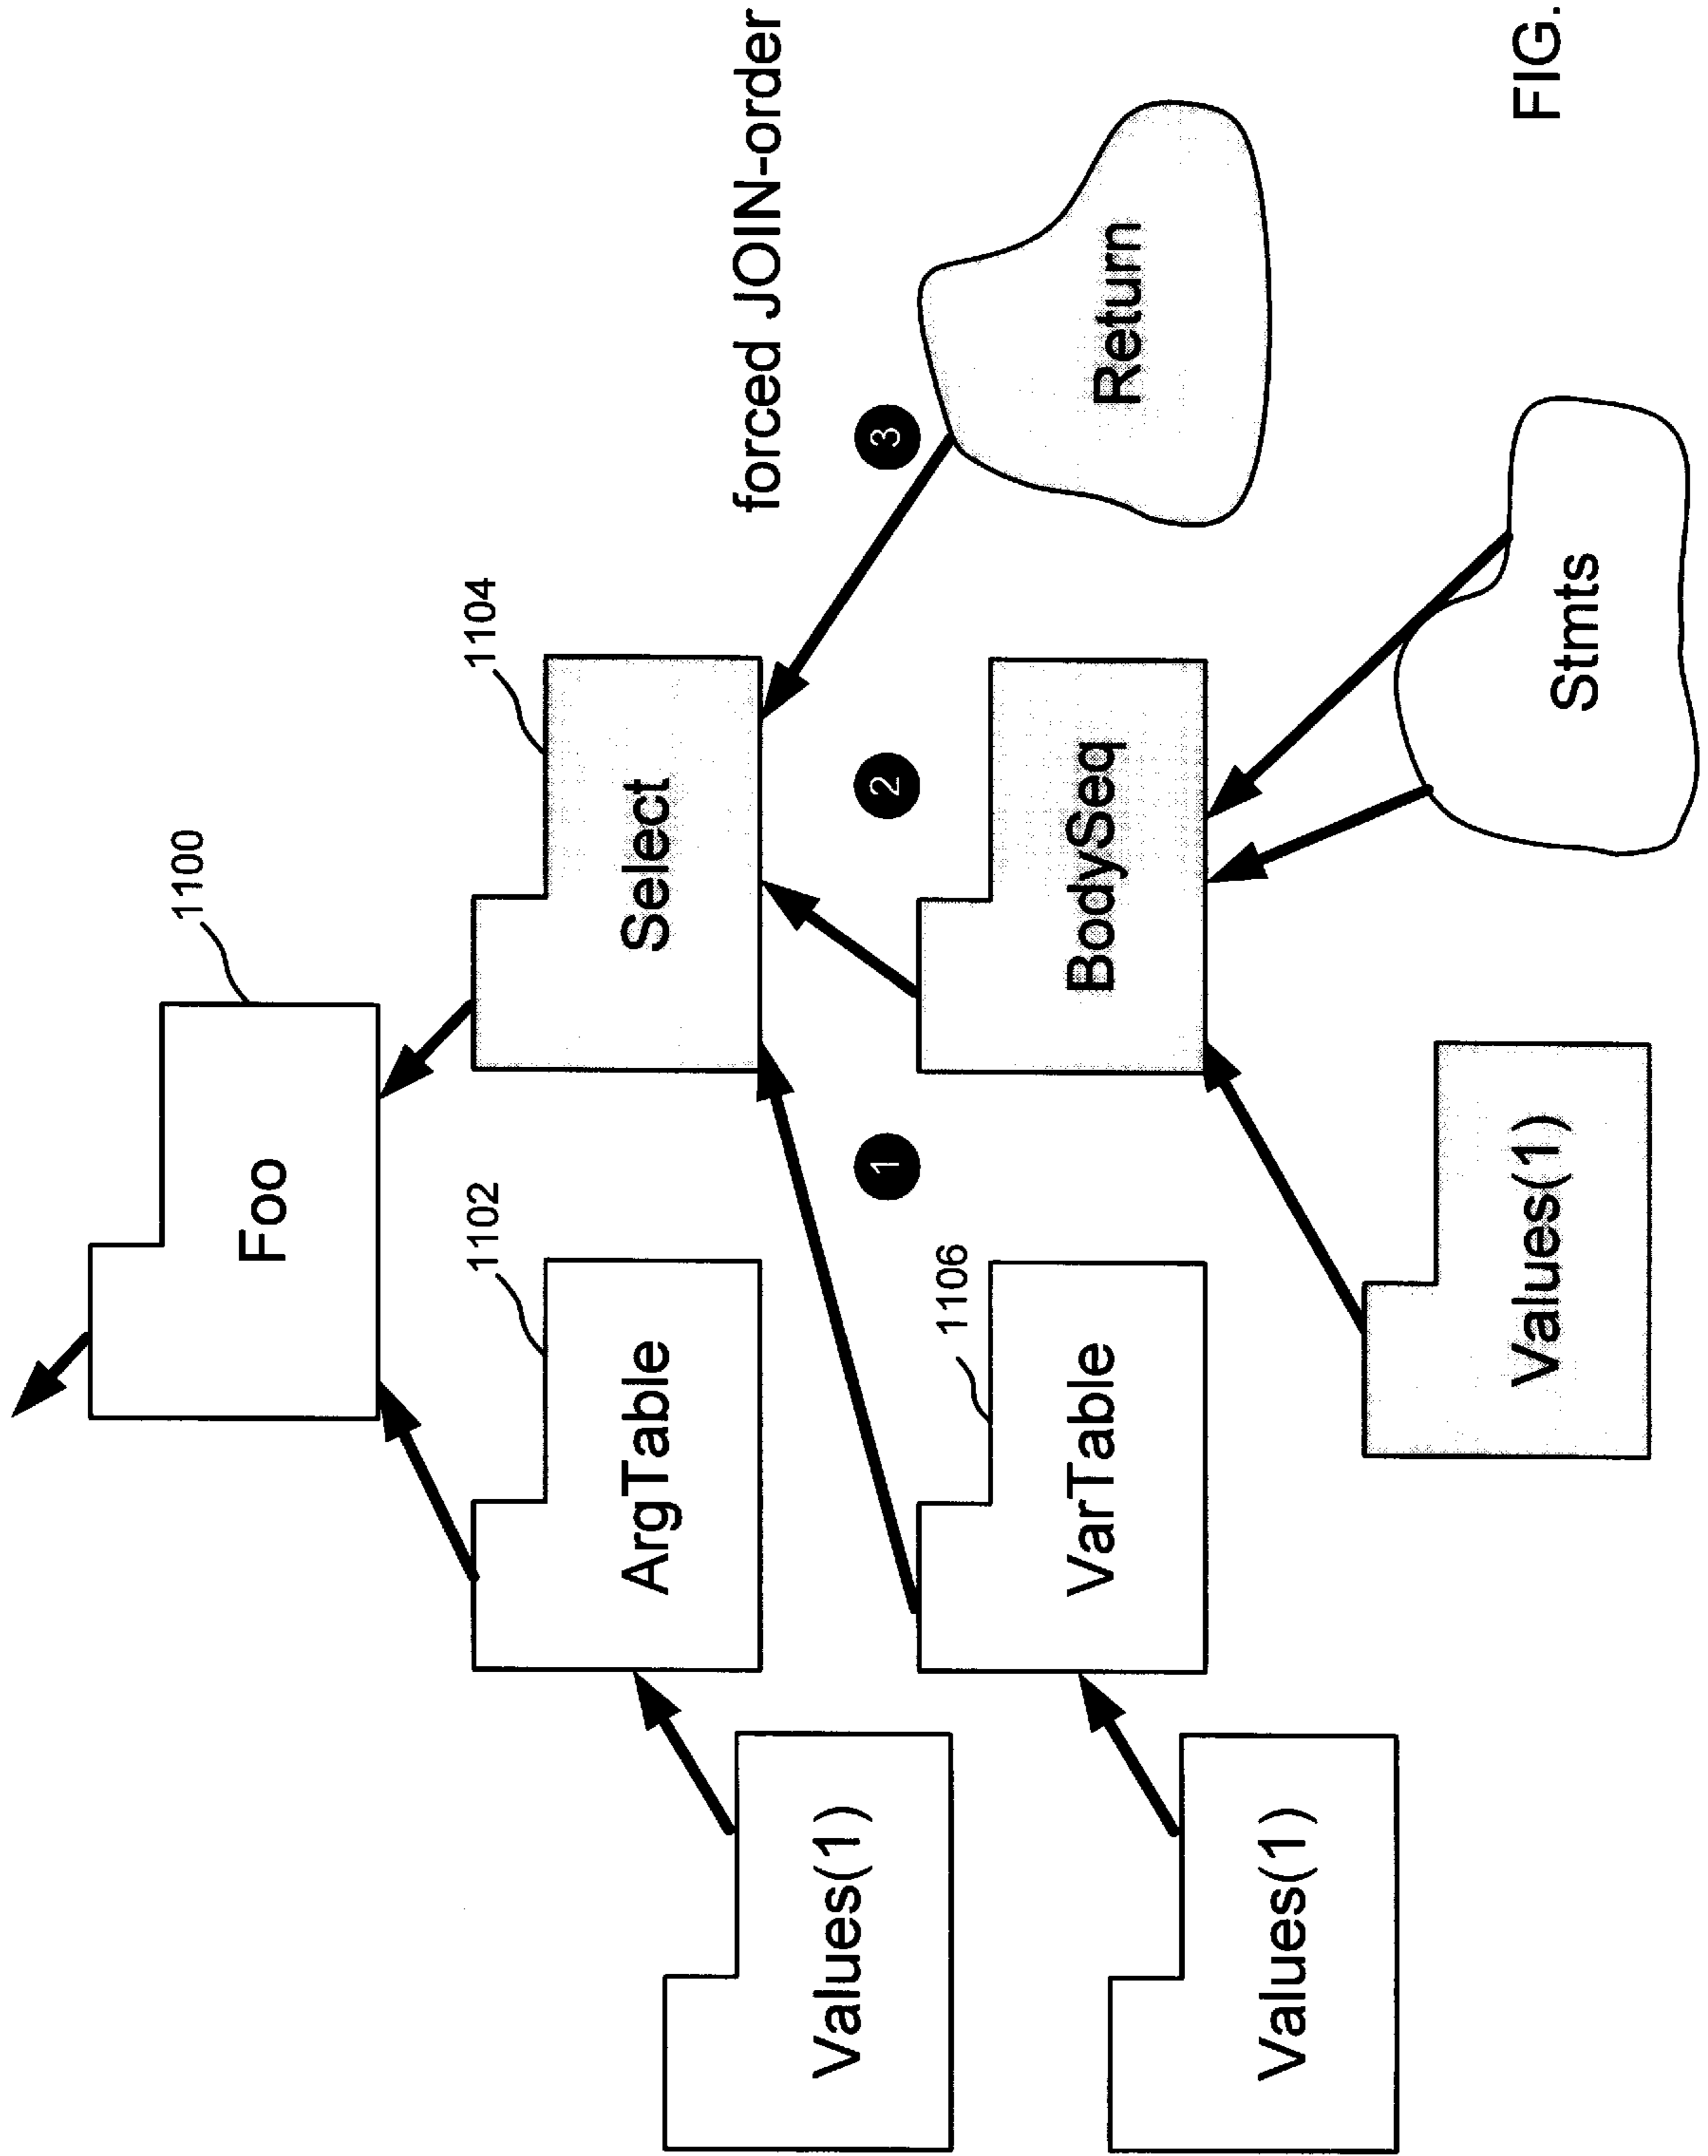 1100
Foo
1102
1104
ArgTable
Select
forced JOIN-order
Values(1)
1
2
3
1106
VarTable
BodySeq
Return
Values(1)
Values(1)
Stmts
FIG.